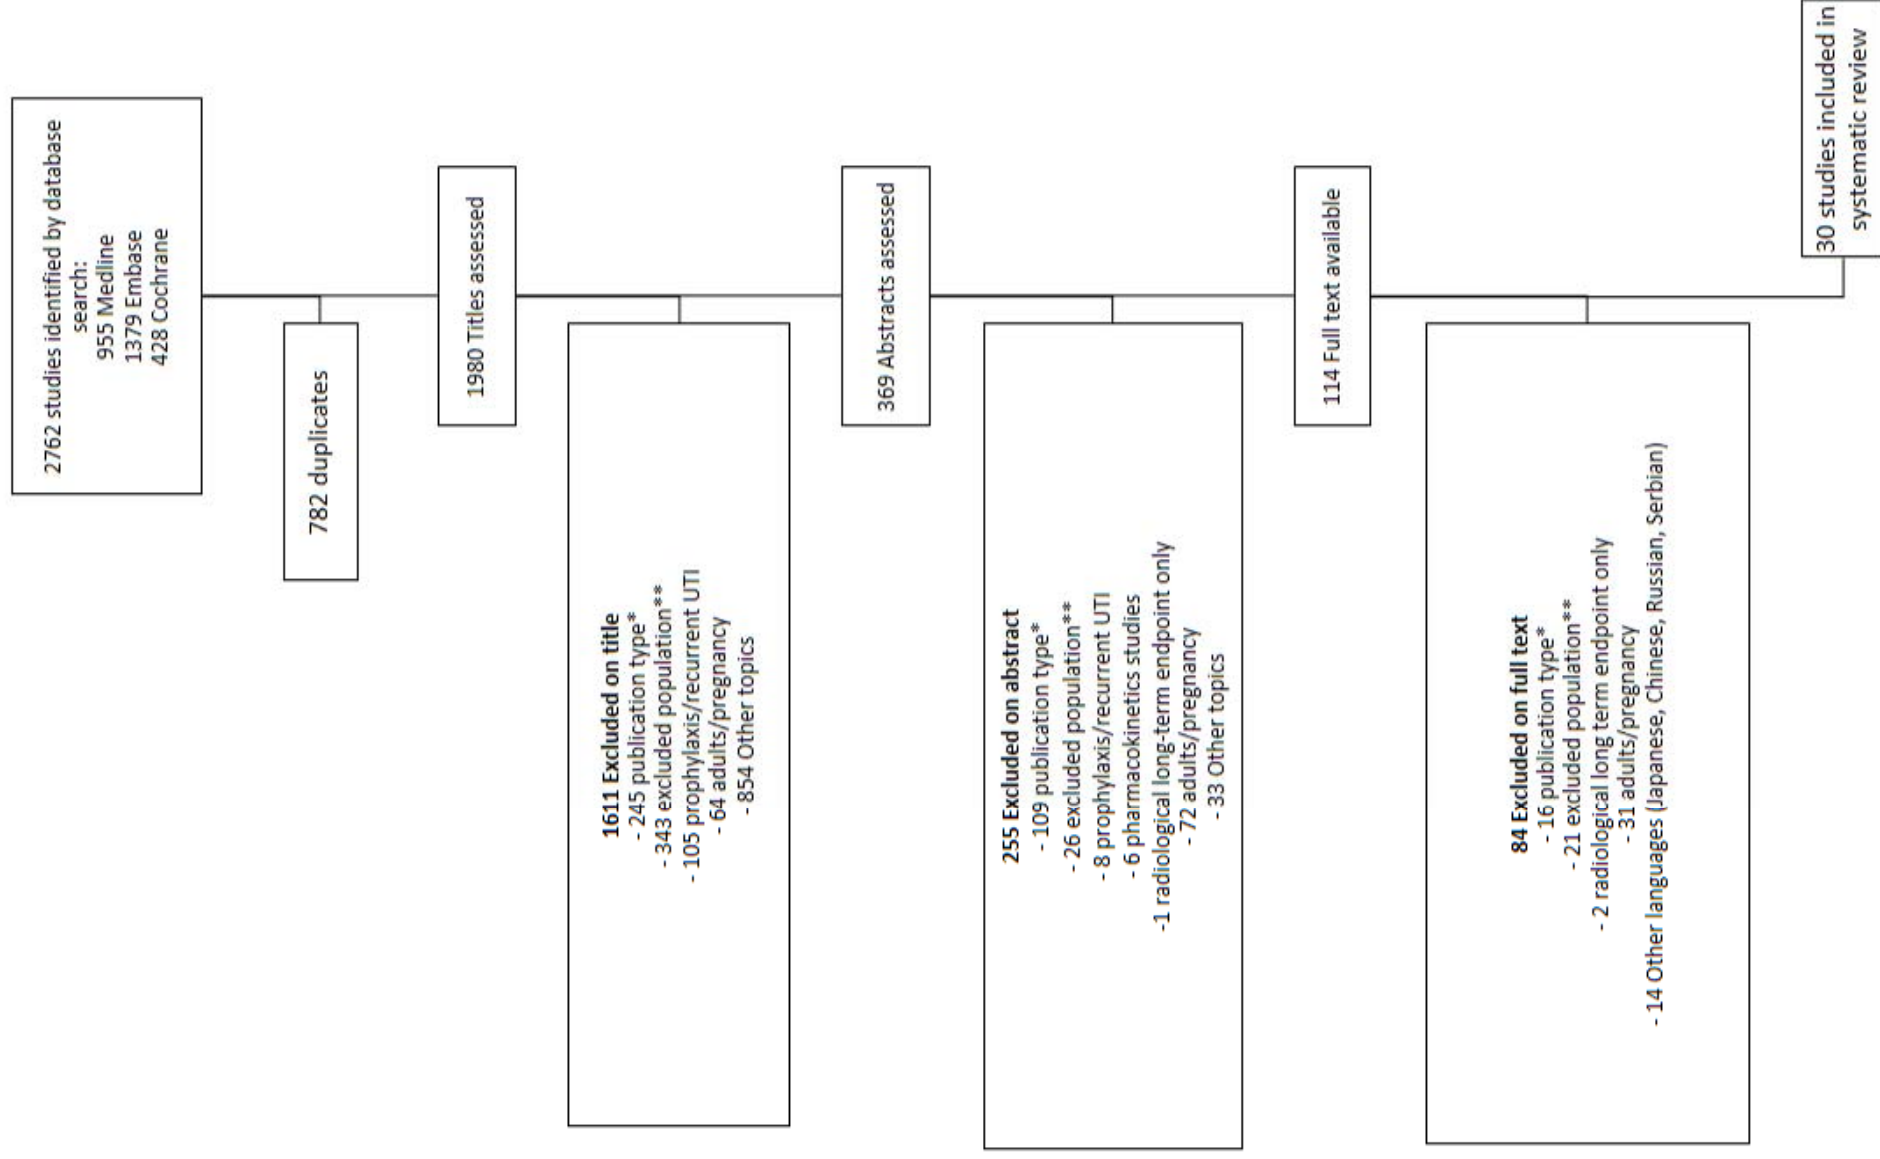 2762 studies identified by database
search:
955 Medline
1379 Embase
428 Cochrane
782 duplicates
1980 Titles assessed
1611 Excluded on title
- 245 publication type*
- 343 excluded population**
- 105 prophylaxis/recurrent UTI
- 64 adults/pregnancy
- 854 Other topics
369 Abstracts assessed
255 Excluded on abstract
- 109 publication type*
- 26 excluded population**
- 8 prophylaxis/recurrent UTI
- 6 pharmacokinetics studies
-1 radiological long-term endpoint only
- 72 adults/pregnancy
- 33 Other topics
114 Full text available
84 Excluded on full text
- 16 publication type*
- 21 excluded population**
- 2 radiological long term endpoint only
- 31 adults/pregnancy
- 14 Other languages (Japanese, Chinese, Russian, Serbian)
30 studies included in
systematic review